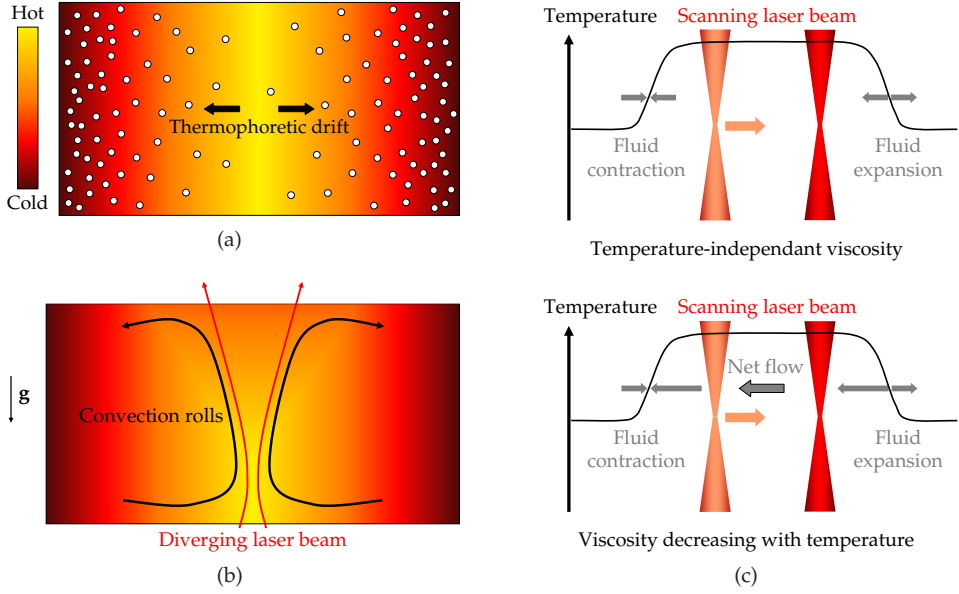 Hot
Cold
Thermophoretic drift
(a)
g
Convection rolls
Diverging laser beam
(b)
Temperature
Scanning laser beam
Fluid
contraction
Fluid
expansion
Temperature-independant viscosity
Temperature
Scanning laser beam
Net flow
Fluid
contraction
Fluid
expansion
Viscosity decreasing with temperature
(c)